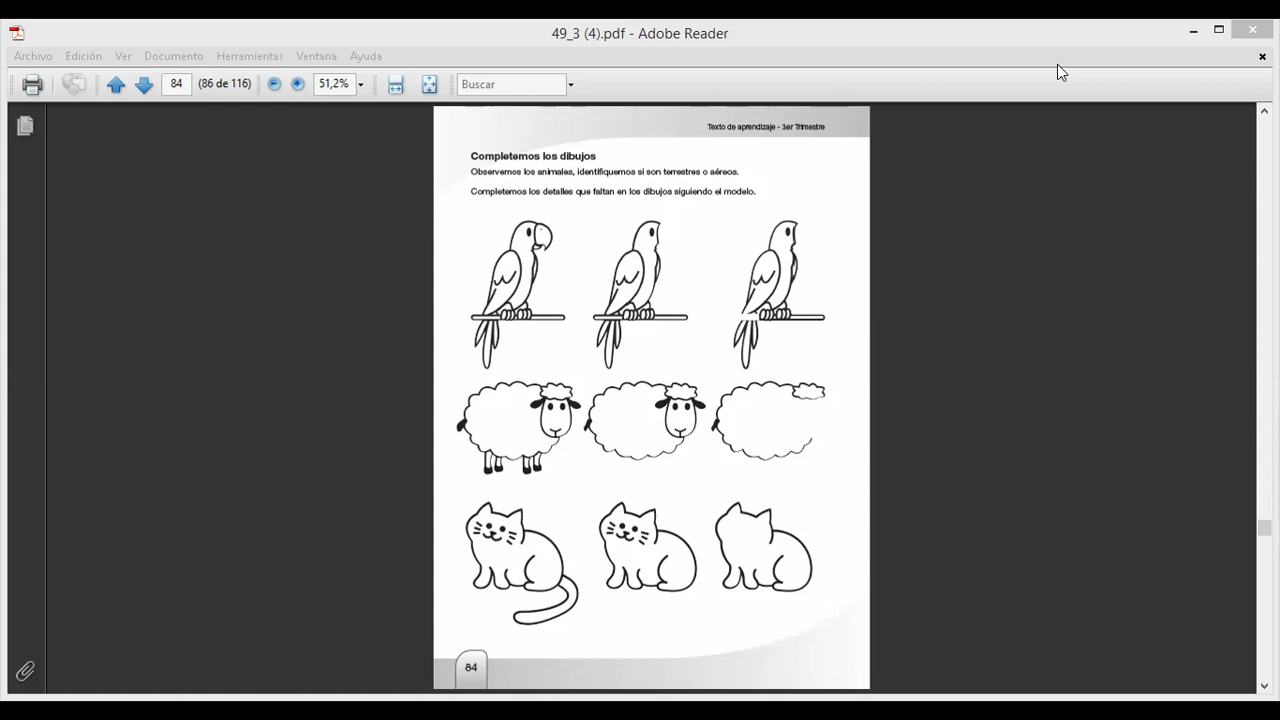 49_3 (4).pdf - Adobe Reader
Archivo Edición Ver Documento Herramientas Ventana Ayuda
84 (86 de 116) 51,2% Buscar
Texto de aprendizaje - 3er Trimestre
Completemos los dibujos
Observemos los animales, identifiquemos si son terrestres o aéreos.
Completemos los detalles que faltan en los dibujos siguiendo el modelo.
84